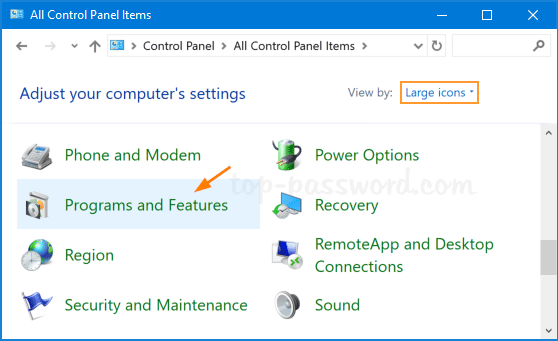 All Control Panel Items
Control Panel > All Control Panel Items >
Adjust your computer's settings
View by: Large icons
Phone and Modem
Power Options
top-password.com
Programs and Features
Recovery
Region
RemoteApp and Desktop
Connections
Security and Maintenance
Sound